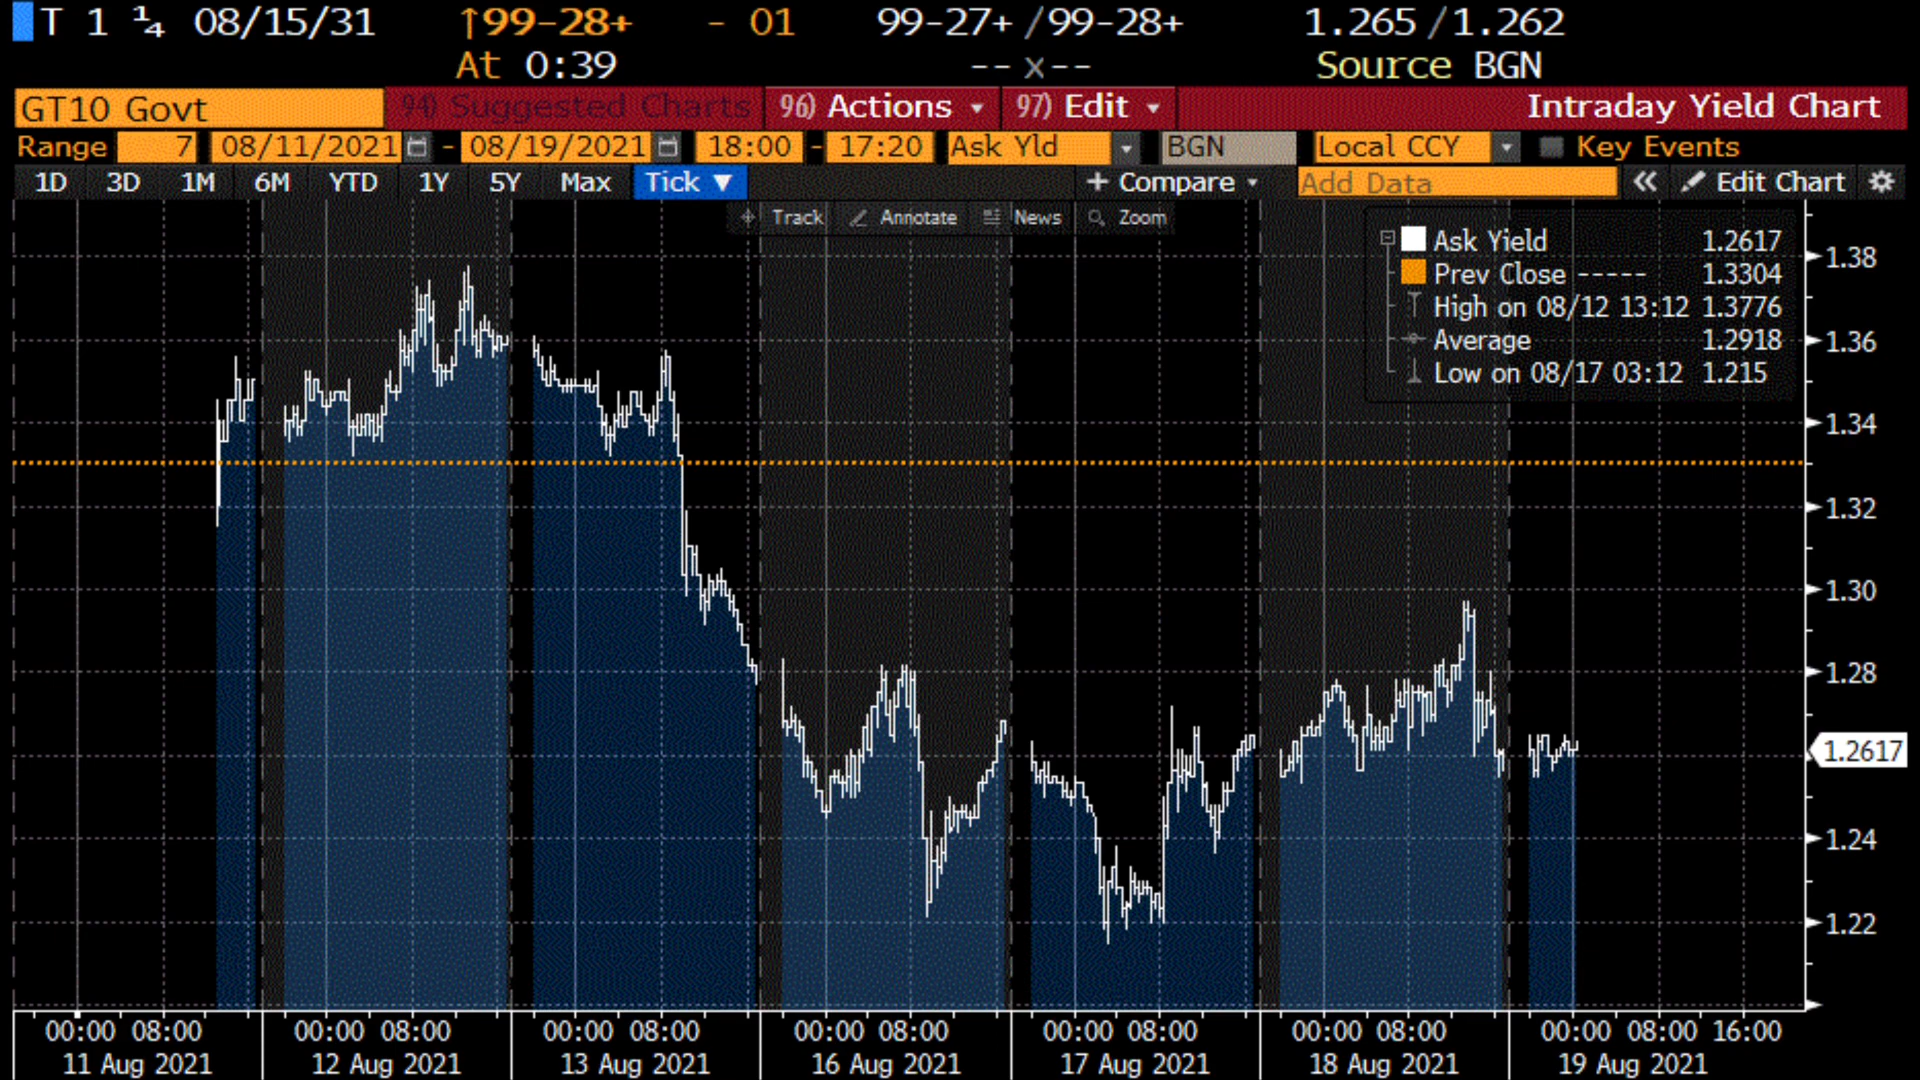 T 1 ¼ 08/15/31 ↑99-28+ - 01 99-27+ /99-28+ 1.265 /1.262
At 0:39 -- x -- Source BGN
GT10 Govt 94) Suggested Charts 96) Actions 97) Edit Intraday Yield Chart
Range 7 08/11/2021 - 08/19/2021 18:00 - 17:20 Ask Yld BGN Local CCY Key Events
1D 3D 1M 6M YTD 1Y 5Y Max Tick ▼ + Compare Add Data « Edit Chart
Track Annotate News Zoom
Ask Yield 1.2617
Prev Close ----- 1.3304
High on 08/12 13:12 1.3776
Average 1.2918
Low on 08/17 03:12 1.215
1.38
1.36
1.34
1.32
1.30
1.28
1.2617
1.24
1.22
00:00 08:00 00:00 08:00 00:00 08:00 00:00 08:00 00:00 08:00 00:00 08:00 00:00 08:00 16:00
11 Aug 2021 12 Aug 2021 13 Aug 2021 16 Aug 2021 17 Aug 2021 18 Aug 2021 19 Aug 2021